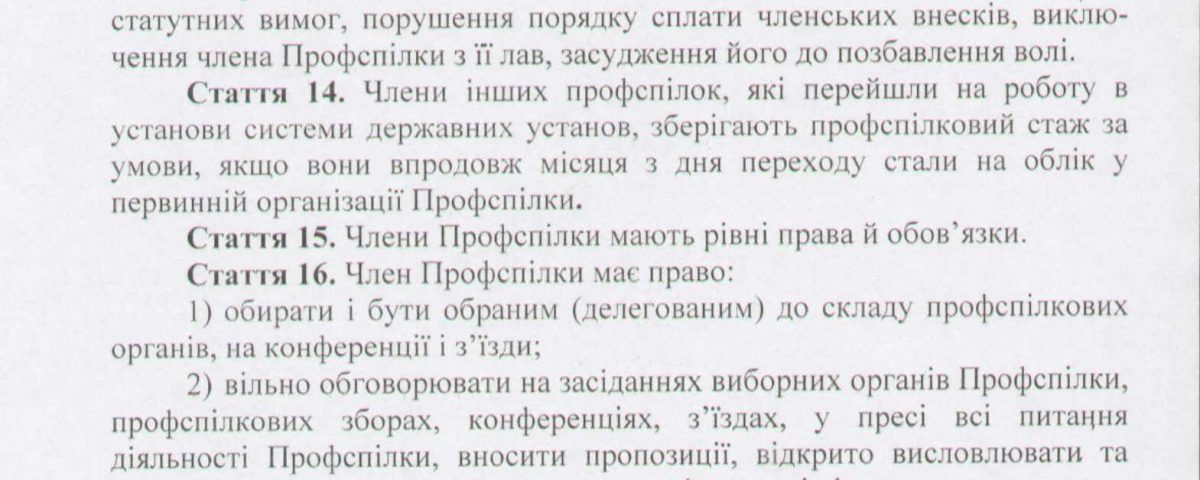 статутних вимог, порушення порядку сплати членських внесків, виклю-
чення члена Профспілки з її лав, засудження його до позбавлення волі.
Стаття 14. Члени інших профспілок, які перейшли на роботу в
установи системи державних установ, зберігають профспілковий стаж за
умови, якщо вони впродовж місяця з дня переходу стали на облік у
первинній організації Профспілки.
Стаття 15. Члени Профспілки мають рівні права й обов’язки.
Стаття 16. Член Профспілки має право:
1) обирати і бути обраним (делегованим) до складу профспілкових
органів, на конференції і з’їзди;
2) вільно обговорювати на засіданнях виборних органів Профспілки,
профспілкових зборах, конференціях, з’їздах, у пресі всі питання
діяльності Профспілки, вносити пропозиції, відкрито висловлювати та